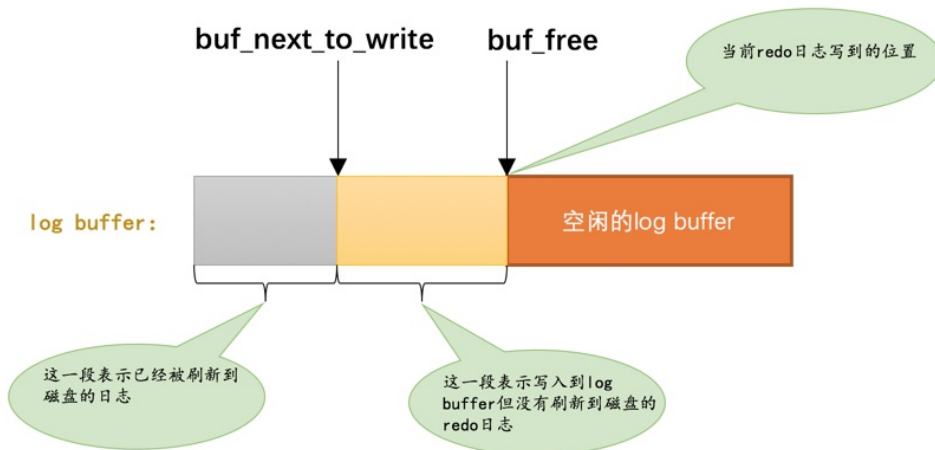 buf_next_to_write
buf_free
当前redo日志写到的位置
log buffer:
空闲的log buffer
这一段表示已经被刷新到
磁盘的日志
这一段表示写入到log
buffer但没有刷新到磁盘的
redo日志